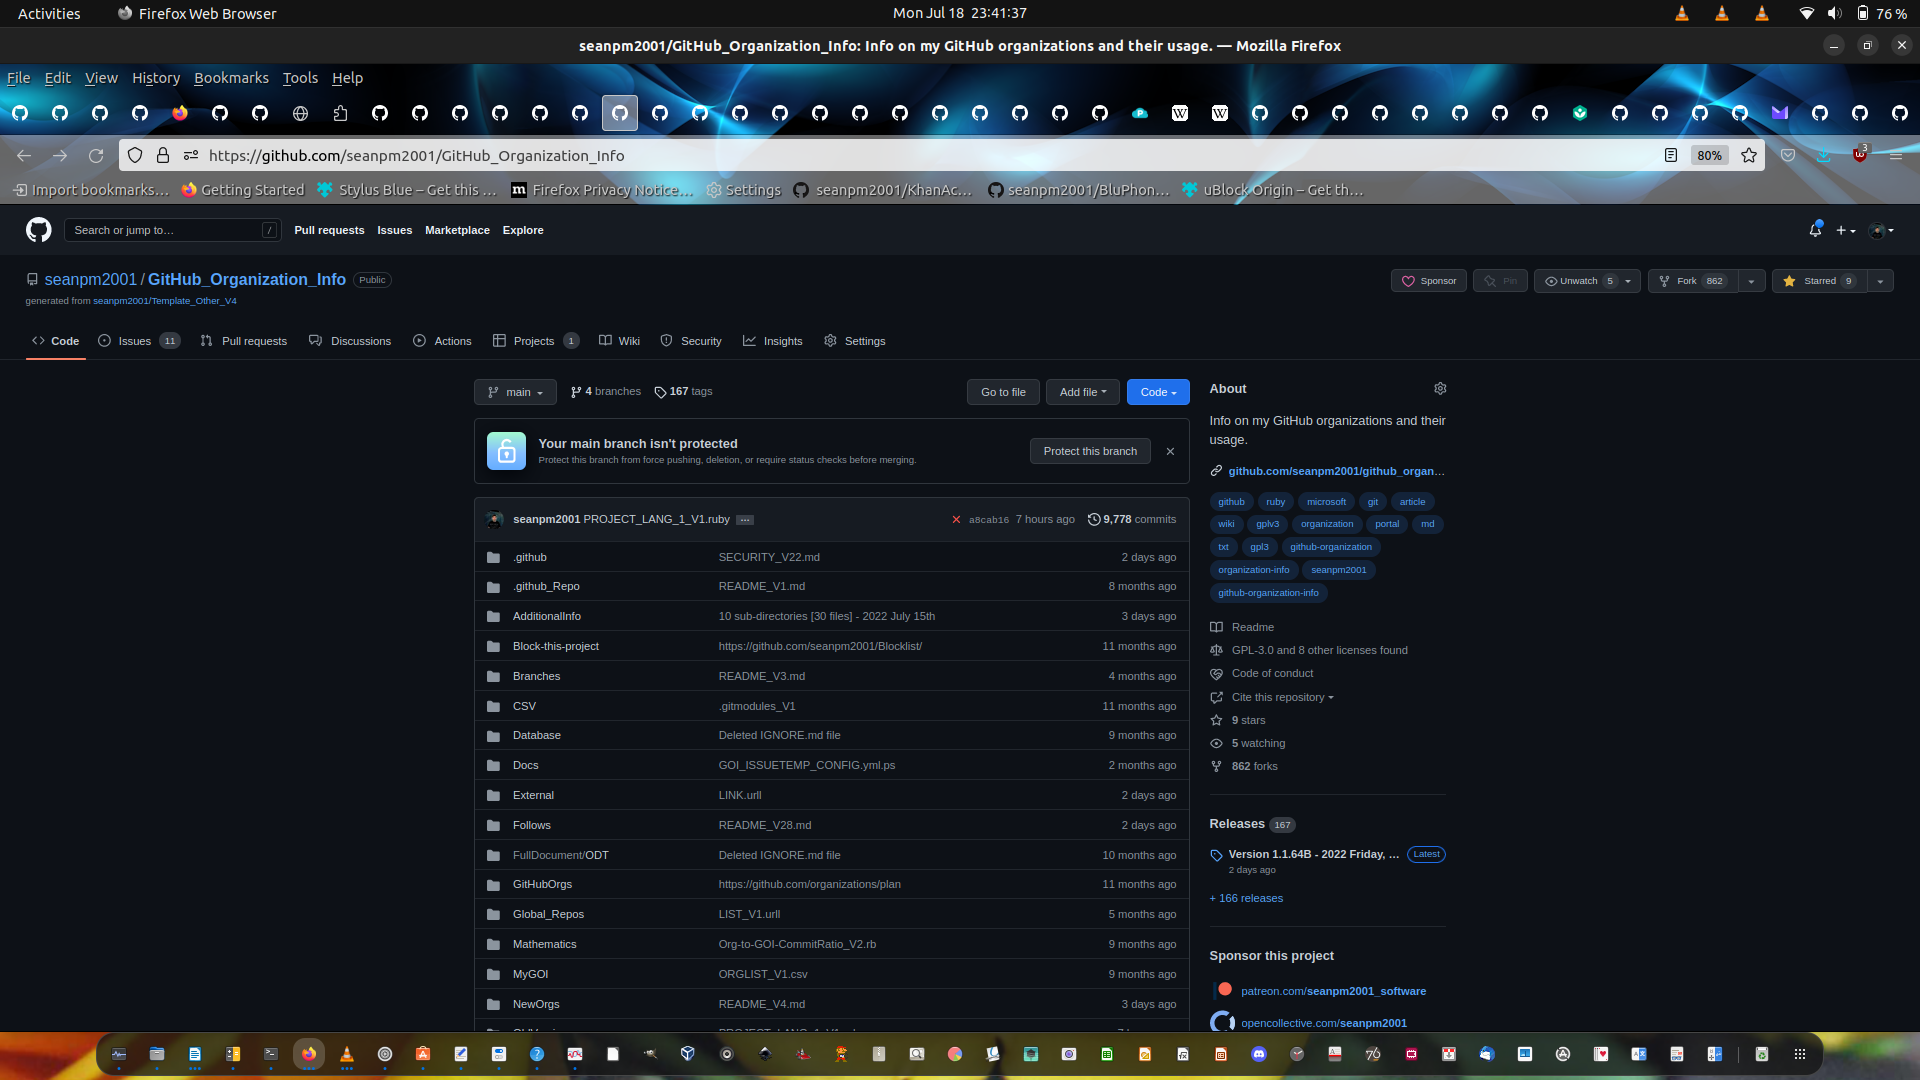 Activities
Firefox Web Browser
Mon Jul 18 23:41:37
76 %
seanpm2001/GitHub_Organization_Info: Info on my GitHub organizations and their usage. — Mozilla Firefox
File Edit View History Bookmarks Tools Help
https://github.com/seanpm2001/GitHub_Organization_Info
80%
3
Import bookmarks… Getting Started Stylus Blue – Get this … Firefox Privacy Notice… Settings seanpm2001/KhanAc… seanpm2001/BluPhon… uBlock Origin – Get th…
Search or jump to… /
Pull requests Issues Marketplace Explore
seanpm2001 / GitHub_Organization_Info Public
generated from seanpm2001/Template_Other_V4
Sponsor Pin Unwatch 5 Fork 862 Starred 9
Code Issues 11 Pull requests Discussions Actions Projects 1 Wiki Security Insights Settings
main 4 branches 167 tags Go to file Add file Code
Your main branch isn't protected
Protect this branch from force pushing, deletion, or require status checks before merging.
Protect this branch
seanpm2001 PROJECT_LANG_1_V1.ruby … a8cab16 7 hours ago 9,778 commits
.github SECURITY_V22.md 2 days ago
.github_Repo README_V1.md 8 months ago
AdditionalInfo 10 sub-directories [30 files] - 2022 July 15th 3 days ago
Block-this-project https://github.com/seanpm2001/Blocklist/ 11 months ago
Branches README_V3.md 4 months ago
CSV .gitmodules_V1 11 months ago
Database Deleted IGNORE.md file 9 months ago
Docs GOI_ISSUETEMP_CONFIG.yml.ps 2 months ago
External LINK.urll 2 days ago
Follows README_V28.md 2 days ago
FullDocument/ODT Deleted IGNORE.md file 10 months ago
GitHubOrgs https://github.com/organizations/plan 11 months ago
Global_Repos LIST_V1.urll 5 months ago
Mathematics Org-to-GOI-CommitRatio_V2.rb 9 months ago
MyGOI ORGLIST_V1.csv 9 months ago
NewOrgs README_V4.md 3 days ago
About
Info on my GitHub organizations and their
usage.
github.com/seanpm2001/github_organ…
github ruby microsoft git article
wiki gplv3 organization portal md
txt gpl3 github-organization
organization-info seanpm2001
github-organization-info
Readme
GPL-3.0 and 8 other licenses found
Code of conduct
Cite this repository
9 stars
5 watching
862 forks
Releases 167
Version 1.1.64B - 2022 Friday, … Latest
2 days ago
+ 166 releases
Sponsor this project
patreon.com/seanpm2001_software
opencollective.com/seanpm2001